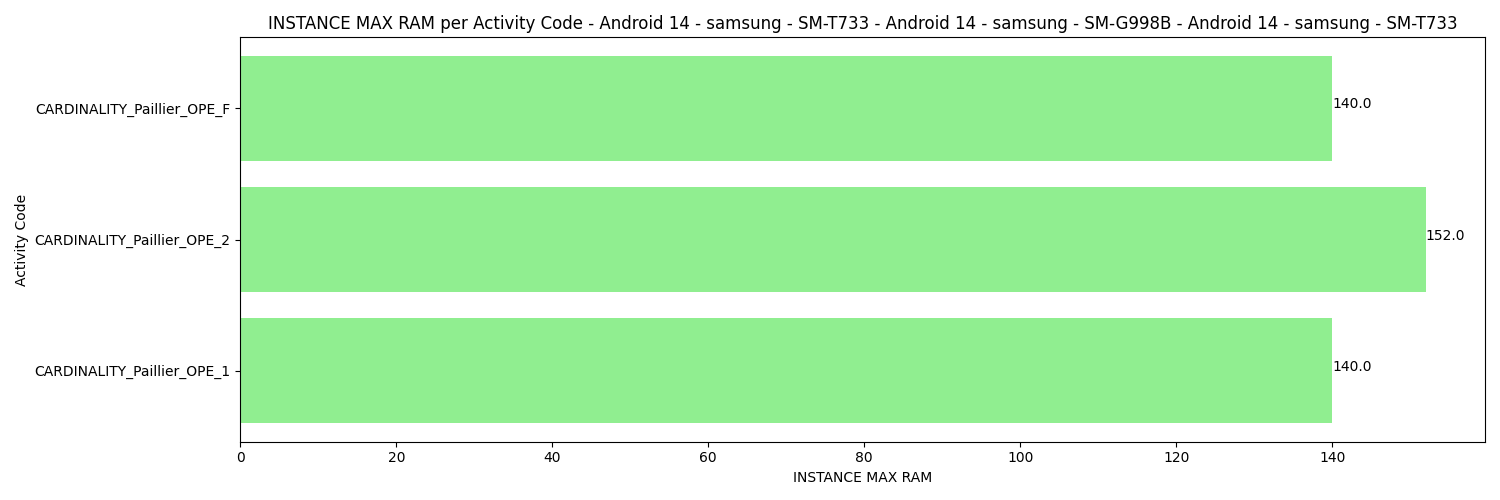 INSTANCE MAX RAM per Activity Code - Android 14 - samsung - SM-T733 - Android 14 - samsung - SM-G998B - Android 14 - samsung - SM-T733
Activity Code
CARDINALITY_Paillier_OPE_F
140.0
CARDINALITY_Paillier_OPE_2
152.0
CARDINALITY_Paillier_OPE_1
140.0
0 20 40 60 80 100 120 140
INSTANCE MAX RAM